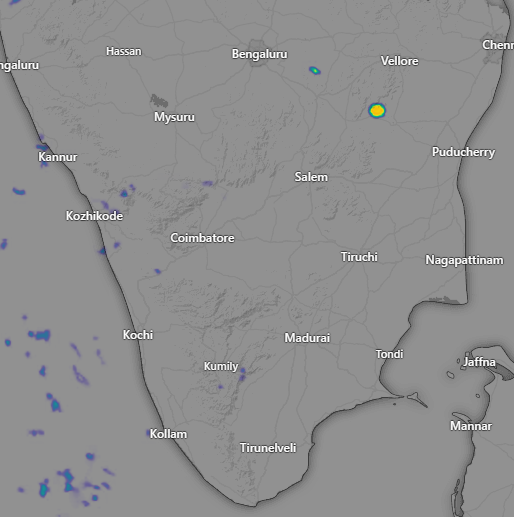 Hassan
Bengaluru
Chenn
ngaluru
Vellore
Mysuru
Kannur
Puducherry
Salem
Kozhikode
Coimbatore
Tiruchi
Nagapattinam
Kochi
Madurai
Tondi
Jaffna
Kumily
Mannar
Kollam
Tirunelveli